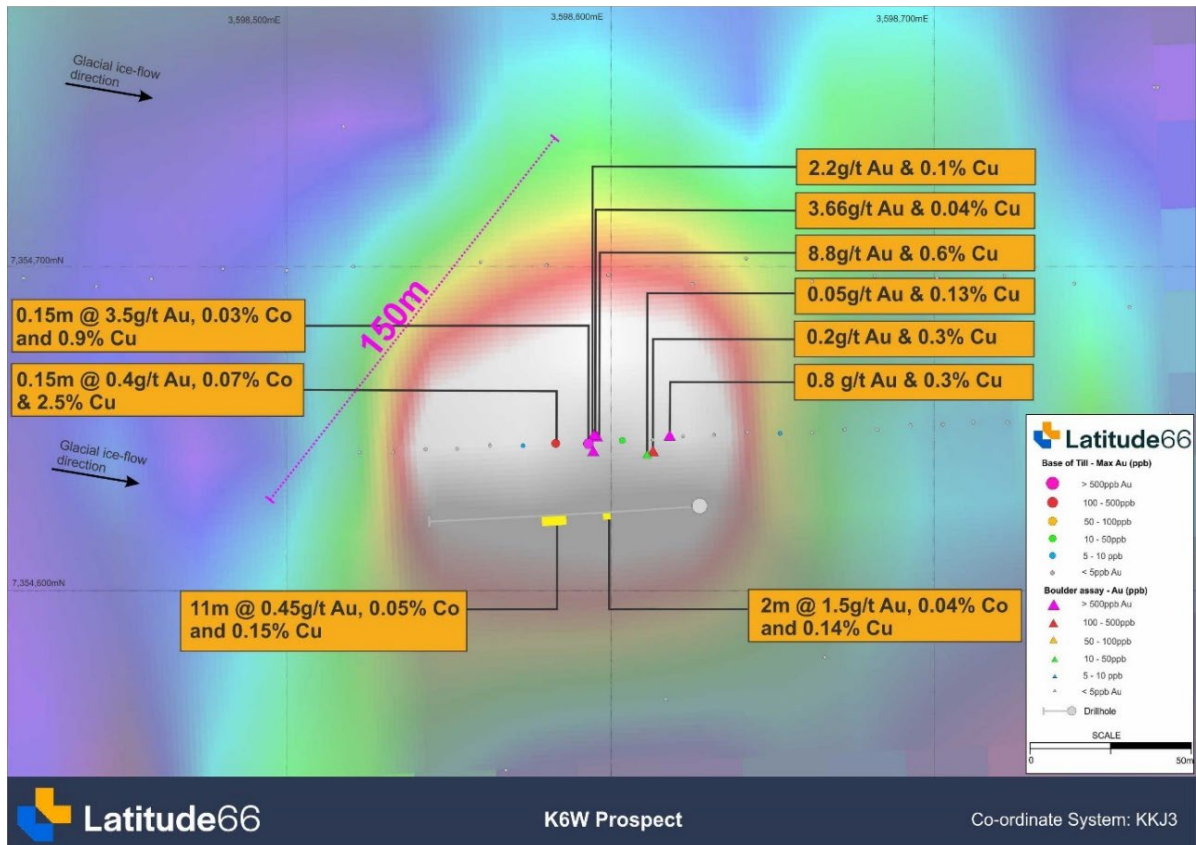 3,598,500mE
3,598,600mE
3,598,700mE
Glacial ice-flow
direction
2.2g/t Au & 0.1% Cu
3.66g/t Au & 0.04% Cu
8.8g/t Au & 0.6% Cu
0.05g/t Au & 0.13% Cu
0.2g/t Au & 0.3% Cu
0.8 g/t Au & 0.3% Cu
7,354,700mN
150m
0.15m @ 3.5g/t Au, 0.03% Co
and 0.9% Cu
0.15m @ 0.4g/t Au, 0.07% Co
& 2.5% Cu
Glacial ice-flow
direction
7,354,600mN
11m @ 0.45g/t Au, 0.05% Co
and 0.15% Cu
2m @ 1.5g/t Au, 0.04% Co
and 0.14% Cu
Latitude66
Base of Till - Max Au (ppb)
> 500ppb Au
100 - 500ppb
50 - 100ppb
10 - 50ppb
5 - 10 ppb
< 5ppb Au
Boulder assay - Au (ppb)
> 500ppb Au
100 - 500ppb
50 - 100ppb
10 - 50ppb
5 - 10 ppb
< 5ppb Au
Drillhole
SCALE
0 50m
Latitude66
K6W Prospect
Co-ordinate System: KKJ3